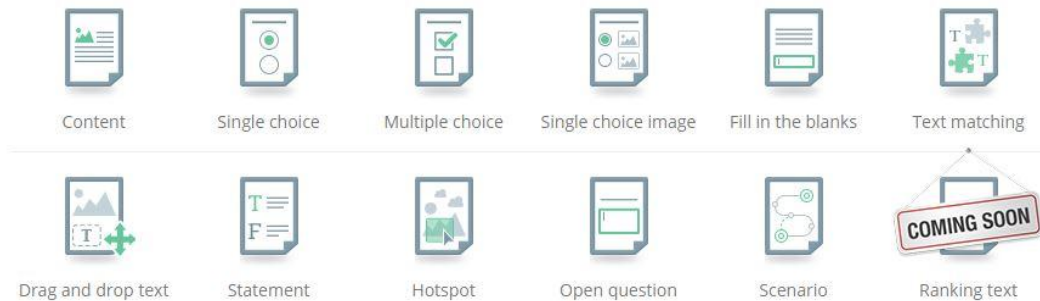 Content Single choice Multiple choice Single choice image Fill in the blanks Text matching
T
T
T
F
T
COMING SOON
Drag and drop text Statement Hotspot Open question Scenario Ranking text